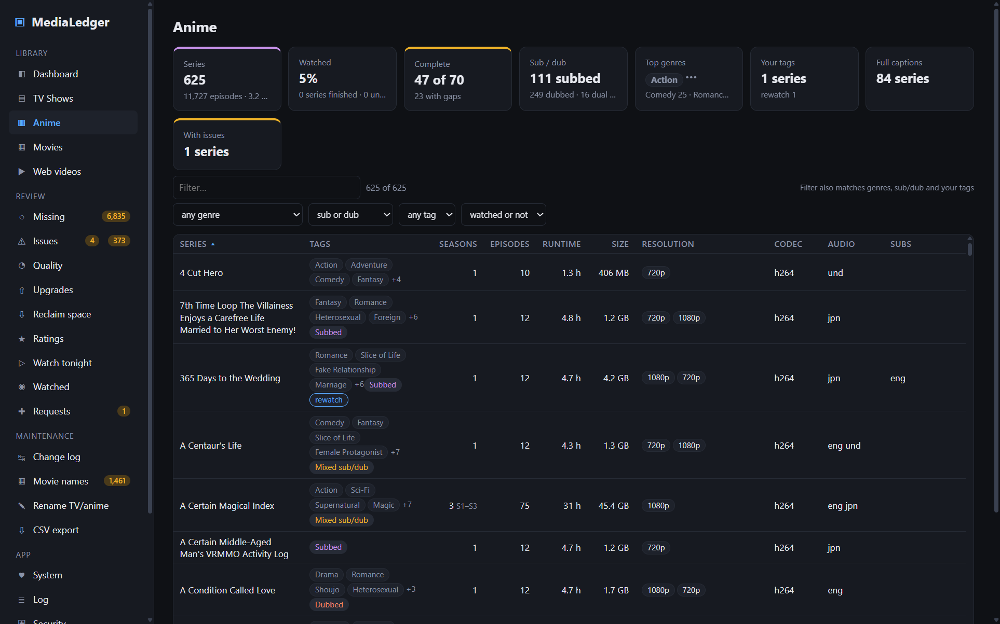 MediaLedger
LIBRARY
Dashboard
TV Shows
Anime
Movies
Web videos
REVIEW
Missing 6,835
Issues 4 373
Quality
Upgrades
Reclaim space
Ratings
Watch tonight
Watched
Requests 1
MAINTENANCE
Change log
Movie names 1,461
Rename TV/anime
CSV export
APP
System
Log
Security
Anime
Series
625
11,727 episodes · 3.2 ...
Watched
5%
0 series finished · 0 un...
Complete
47 of 70
23 with gaps
Sub / dub
111 subbed
249 dubbed · 16 dual ...
Top genres
Action ...
Comedy 25 · Romanc...
Your tags
1 series
rewatch 1
Full captions
84 series
With issues
1 series
Filter... 625 of 625 Filter also matches genres, sub/dub and your tags
any genre sub or dub any tag watched or not
SERIES TAGS SEASONS EPISODES RUNTIME SIZE RESOLUTION CODEC AUDIO SUBS
Action Adventure
4 Cut Hero 1 10 1.3 h 406 MB 720p h264 und
Comedy Fantasy +4
Fantasy Romance
7th Time Loop The Villainess
Enjoys a Carefree Life
Married to Her Worst Enemy!
Heterosexual Foreign +6 1 12 4.8 h 1.2 GB 720p 1080p h264 jpn
Subbed
Romance Slice of Life
Fake Relationship
365 Days to the Wedding 1 12 4.7 h 4.2 GB 1080p 720p h264 jpn eng
Marriage +6 Subbed
rewatch
Comedy Fantasy
Slice of Life
A Centaur's Life 1 12 4.3 h 1.3 GB 720p 1080p h264 eng und
Female Protagonist +7
Mixed sub/dub
Action Sci-Fi
A Certain Magical Index Supernatural Magic +7 3 S1–S3 75 31 h 45.4 GB 1080p h264 eng jpn
Mixed sub/dub
A Certain Middle-Aged
Man's VRMMO Activity Log
Subbed 1 12 4.7 h 1.2 GB 720p h264 jpn
Drama Romance
A Condition Called Love Shoujo Heterosexual +3 1 12 4.7 h 1.7 GB 1080p 720p h264 eng
Dubbed